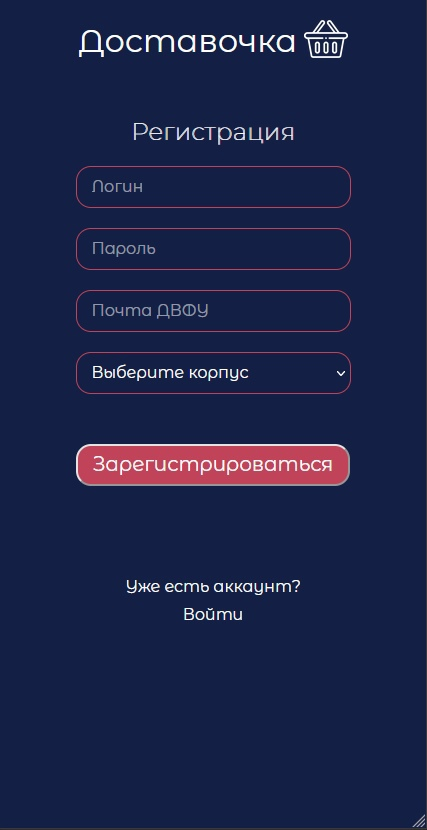 Доставочка
Регистрация
Логин
Пароль
Почта ДВФУ
Выберите корпус
Зарегистрироваться
Уже есть аккаунт?
Войти